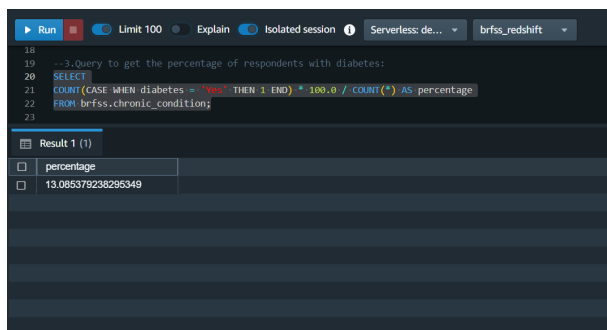 Run Limit 100 Explain Isolated session i Serverless: de... brfss_redshift
18
19 --3.Query to get the percentage of respondents with diabetes:
20 SELECT
21 COUNT(CASE WHEN diabetes = 'Yes' THEN 1 END) * 100.0 / COUNT(*) AS percentage
22 FROM brfss.chronic_condition;
23
Result 1 (1)
percentage
13.085379238295349